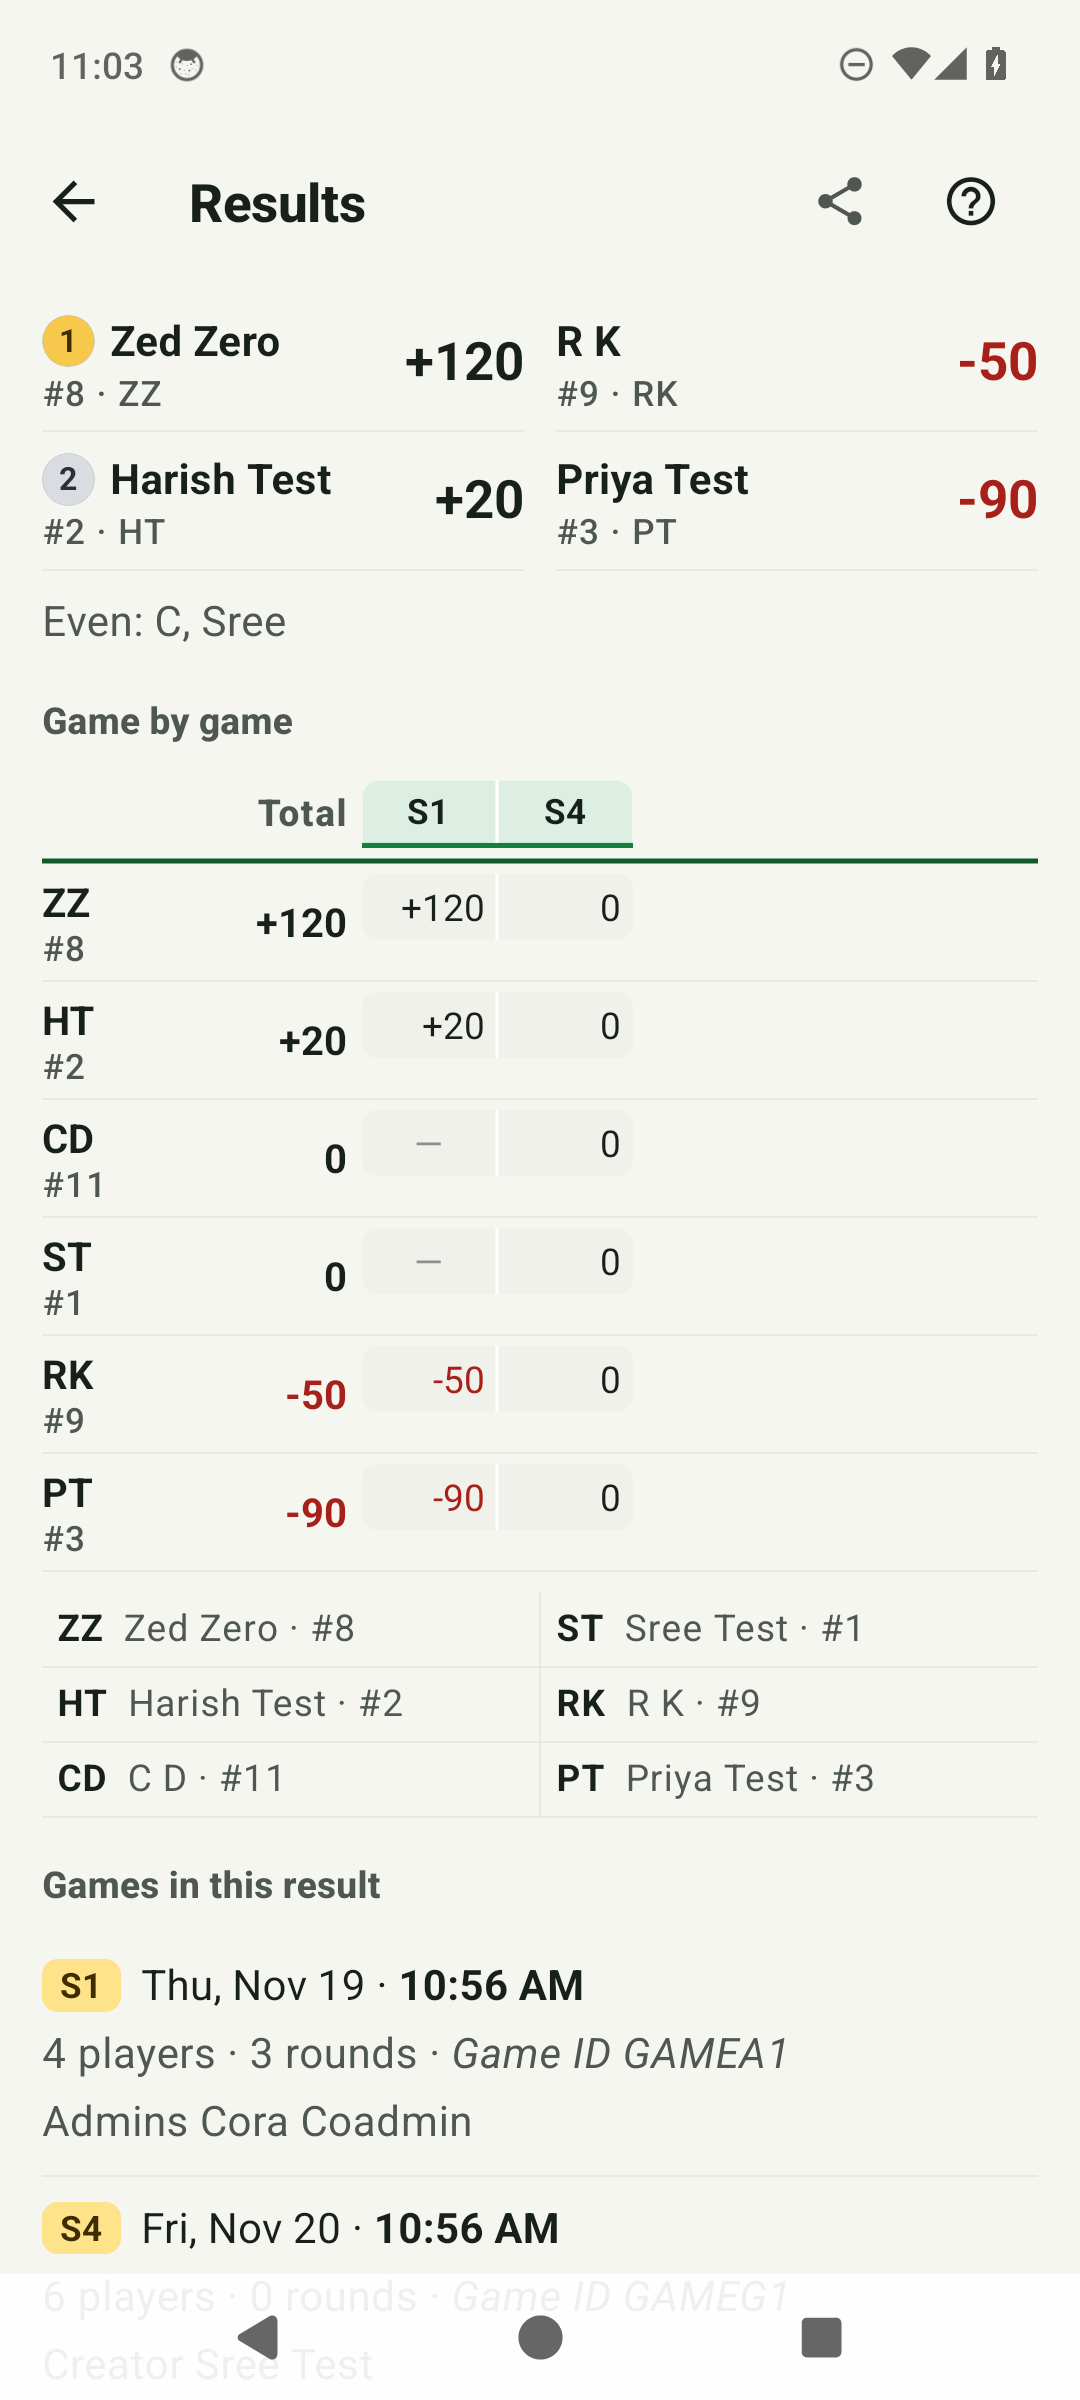 11:03
Results
1 Zed Zero +120
#8 · ZZ
R K -50
#9 · RK
2 Harish Test +20
#2 · HT
Priya Test -90
#3 · PT
Even: C, Sree
Game by game
Total S1 S4
ZZ +120 +120 0
#8
HT +20 +20 0
#2
CD 0 — 0
#11
ST 0 — 0
#1
RK -50 -50 0
#9
PT -90 -90 0
#3
ZZ Zed Zero · #8
ST Sree Test · #1
HT Harish Test · #2
RK R K · #9
CD C D · #11
PT Priya Test · #3
Games in this result
S1 Thu, Nov 19 · 10:56 AM
4 players · 3 rounds · Game ID GAMEA1
Admins Cora Coadmin
S4 Fri, Nov 20 · 10:56 AM
6 players · 0 rounds · Game ID GAMEG1
Creator Sree Test